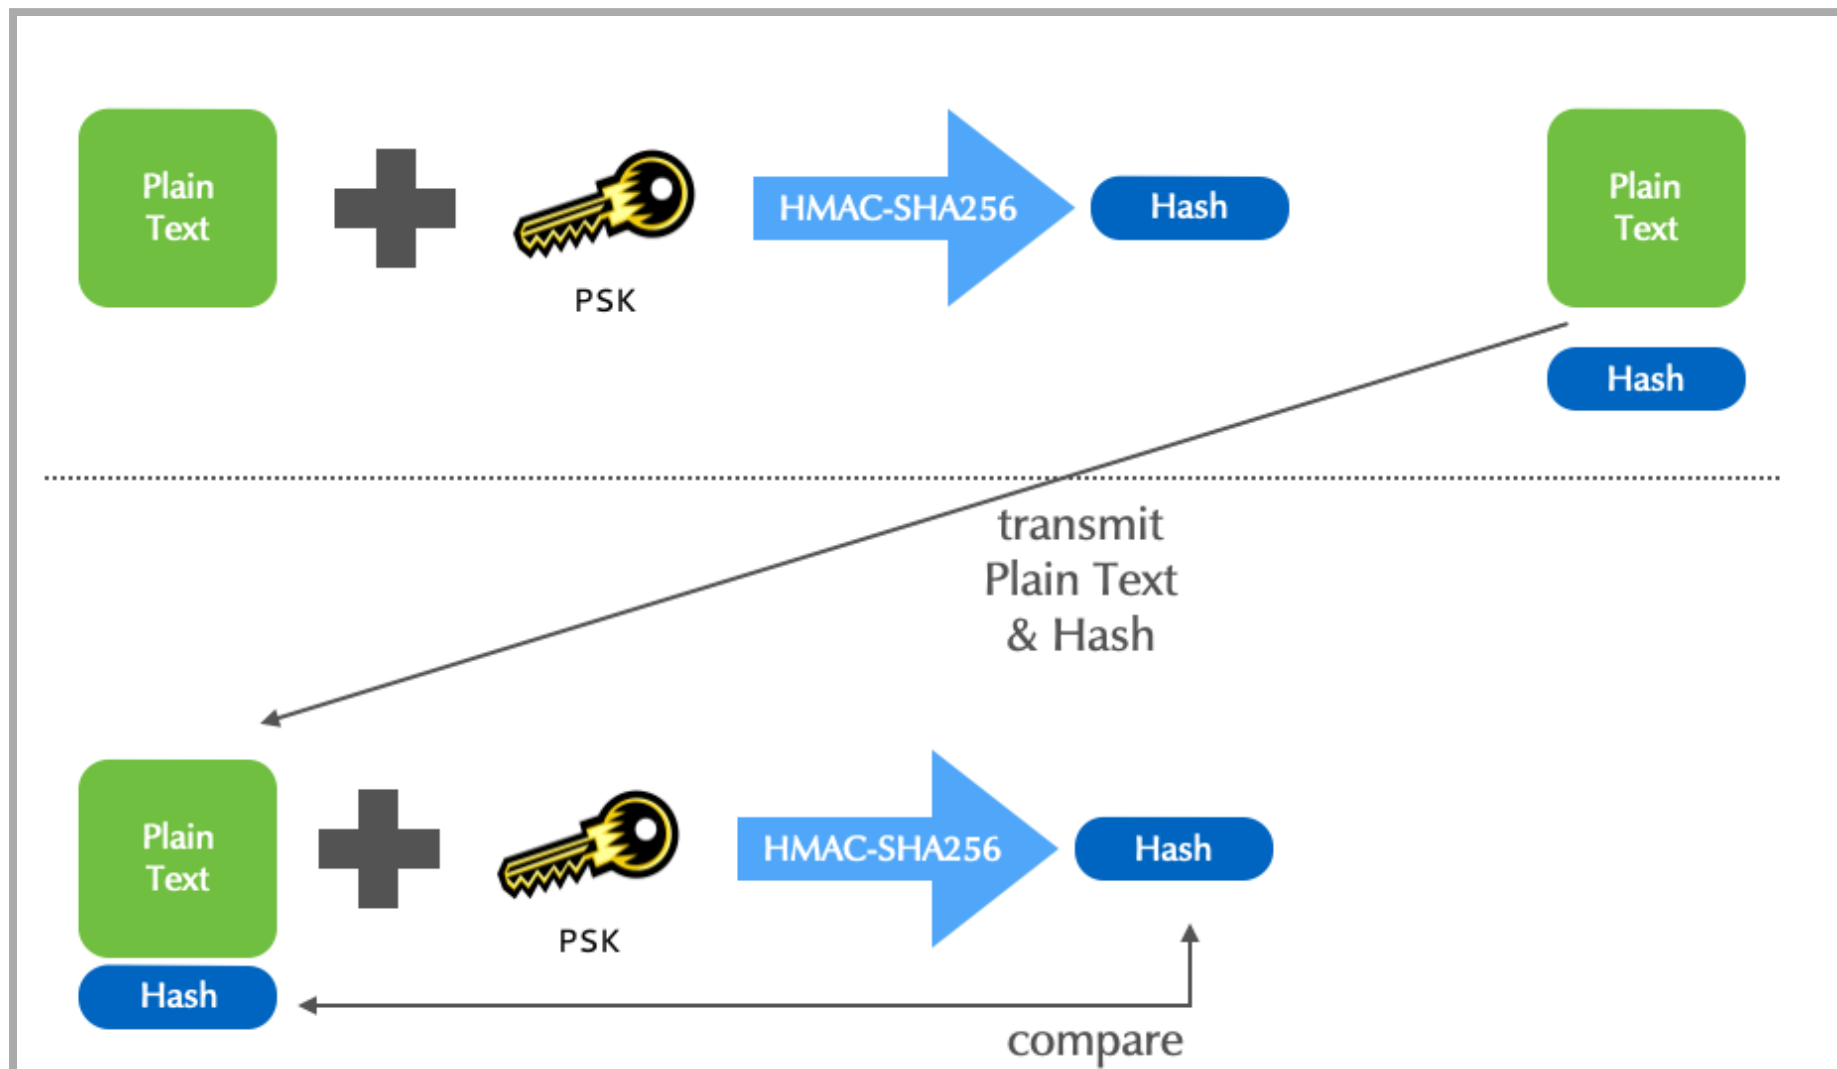 Plain
Text
PSK
HMAC-SHA256
Hash
Plain
Text
Hash
transmit
Plain Text
& Hash
Plain
Text
Hash
PSK
HMAC-SHA256
Hash
compare